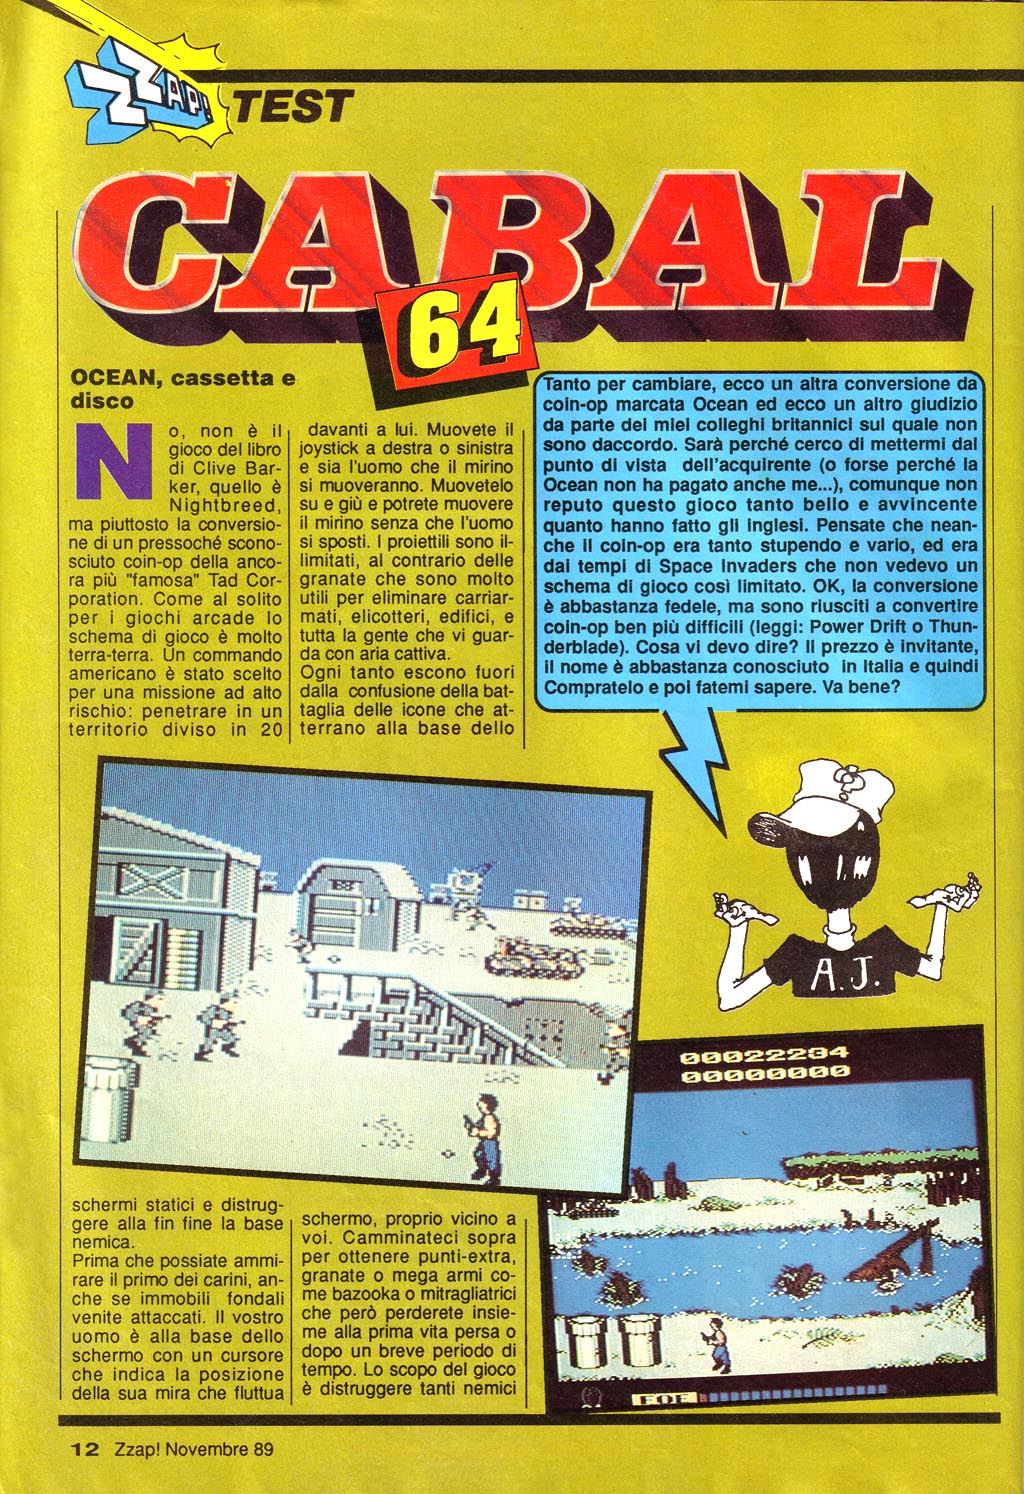 ZZAP!
TEST
CABAL
64
OCEAN, cassetta e
disco
No, non è il
gioco del libro
di Clive Bar-
ker, quello è
Nightbreed,
ma piuttosto la conversio-
ne di un pressoché scono-
sciuto coin-op della anco-
ra più "famosa" Tad Cor-
poration. Come al solito
per i giochi arcade lo
schema di gioco è molto
terra-terra. Un commando
americano è stato scelto
per una missione ad alto
rischio: penetrare in un
territorio diviso in 20
schermi statici e distrug-
gere alla fin fine la base
nemica.
Prima che possiate ammi-
rare il primo dei carini, an-
che se immobili fondali
venite attaccati. Il vostro
uomo è alla base dello
schermo con un cursore
che indica la posizione
della sua mira che fluttua
davanti a lui. Muovete il
joystick a destra o sinistra
e sia l'uomo che il mirino
si muoveranno. Muovetelo
su e giù e potrete muovere
il mirino senza che l'uomo
si sposti. I proiettili sono il-
limitati, al contrario delle
granate che sono molto
utili per eliminare carriar-
mati, elicotteri, edifici, e
tutta la gente che vi guar-
da con aria cattiva.
Ogni tanto escono fuori
dalla confusione della bat-
taglia delle icone che at-
terrano alla base dello
schermo, proprio vicino a
voi. Camminateci sopra
per ottenere punti-extra,
granate o mega armi co-
me bazooka o mitragliatrici
che però perderete insie-
me alla prima vita persa o
dopo un breve periodo di
tempo. Lo scopo del gioco
è distruggere tanti nemici
Tanto per cambiare, ecco un altra conversione da
coin-op marcata Ocean ed ecco un altro giudizio
da parte dei miei colleghi britannici sul quale non
sono daccordo. Sarà perché cerco di mettermi dal
punto di vista dell'acquirente (o forse perché la
Ocean non ha pagato anche me...), comunque non
reputo questo gioco tanto bello e avvincente
quanto hanno fatto gli inglesi. Pensate che nean-
che il coin-op era tanto stupendo e vario, ed era
dai tempi di Space Invaders che non vedevo un
schema di gioco così limitato. OK, la conversione
è abbastanza fedele, ma sono riusciti a convertire
coin-op ben più difficili (leggi: Power Drift o Thun-
derblade). Cosa vi devo dire? Il prezzo è invitante,
il nome è abbastanza conosciuto in Italia e quindi
Compratelo e poi fatemi sapere. Va bene?
A.J.
00022234
00000000
FOE
12 Zzap! Novembre 89